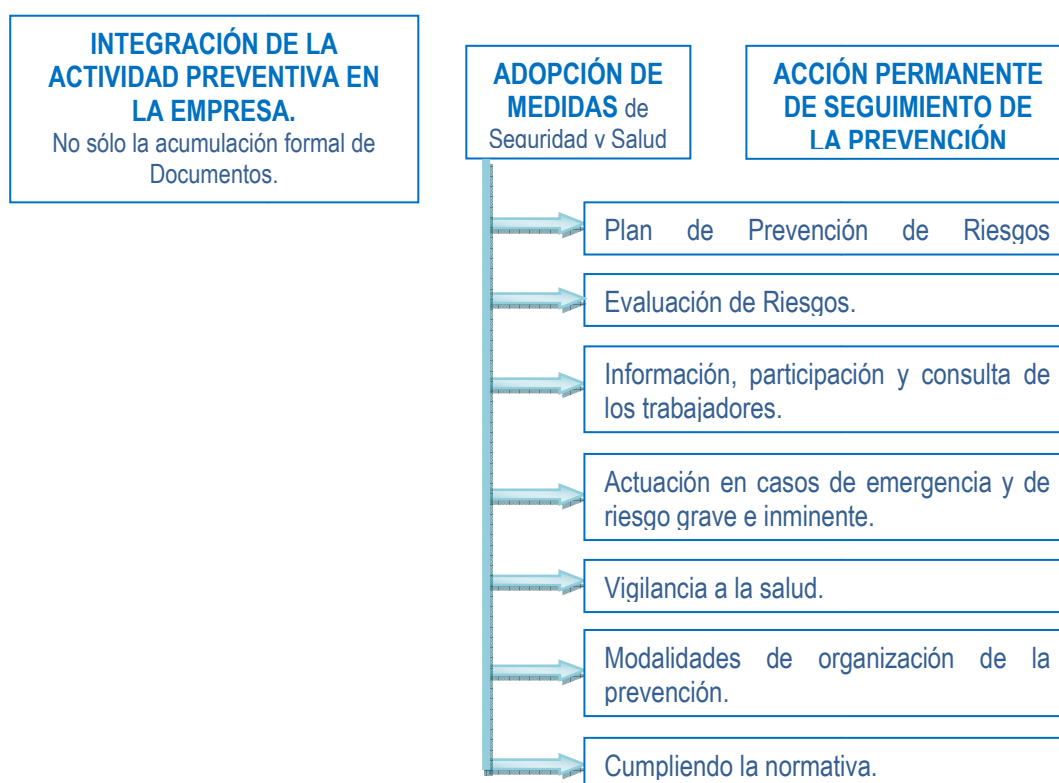 INTEGRACIÓN DE LA
ACTIVIDAD PREVENTIVA EN
LA EMPRESA.
No sólo la acumulación formal de
Documentos.
ADOPCIÓN DE
MEDIDAS de
Seguridad y Salud
ACCIÓN PERMANENTE
DE SEGUIMIENTO DE
LA PREVENCIÓN
Plan de Prevención de Riesgos
Evaluación de Riesgos.
Información, participación y consulta de
los trabajadores.
Actuación en casos de emergencia y de
riesgo grave e inminente.
Vigilancia a la salud.
Modalidades de organización de la
prevención.
Cumpliendo la normativa.